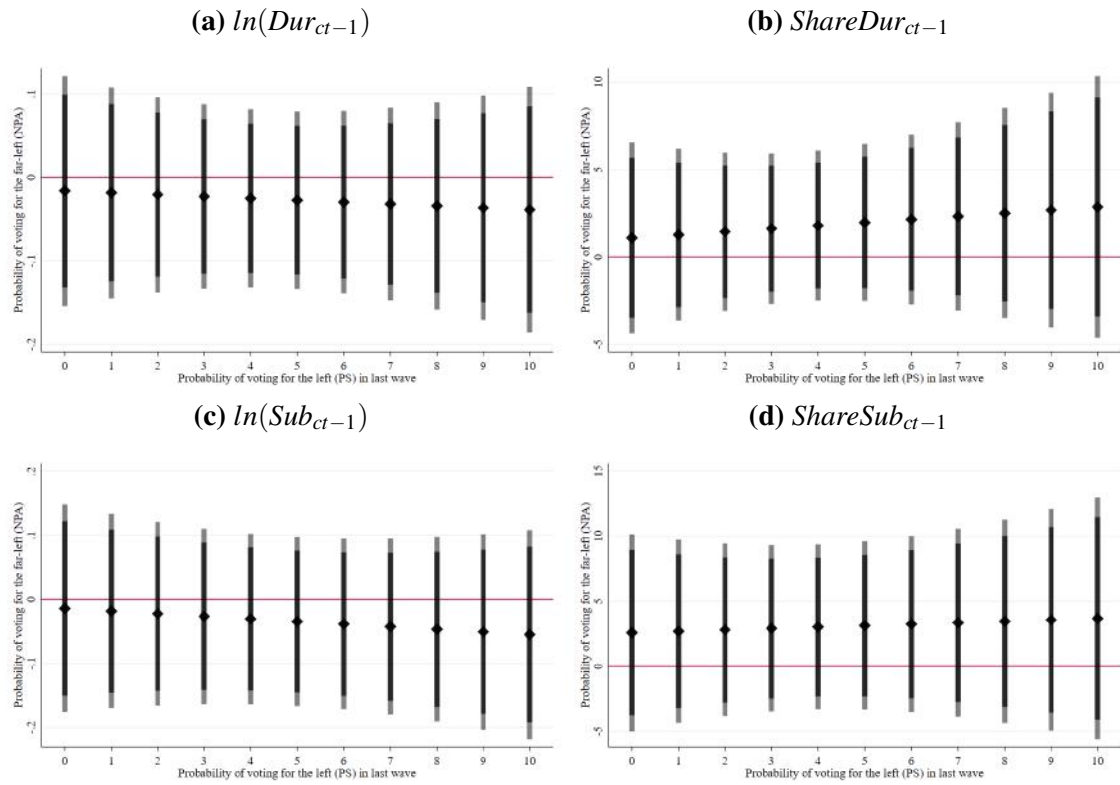 (a) ln(Dur_{ct−1})
Probability of voting for the far-left (NPA)
.1
0
-.1
-.2
0 1 2 3 4 5 6 7 8 9 10
Probability of voting for the left (PS) in last wave
(b) ShareDur_{ct−1}
Probability of voting for the far-left (NPA)
10
5
0
-5
0 1 2 3 4 5 6 7 8 9 10
Probability of voting for the left (PS) in last wave
(c) ln(Sub_{ct−1})
Probability of voting for the far-left (NPA)
.2
.1
0
-.1
-.2
0 1 2 3 4 5 6 7 8 9 10
Probability of voting for the left (PS) in last wave
(d) ShareSub_{ct−1}
Probability of voting for the far-left (NPA)
15
10
5
0
-5
0 1 2 3 4 5 6 7 8 9 10
Probability of voting for the left (PS) in last wave